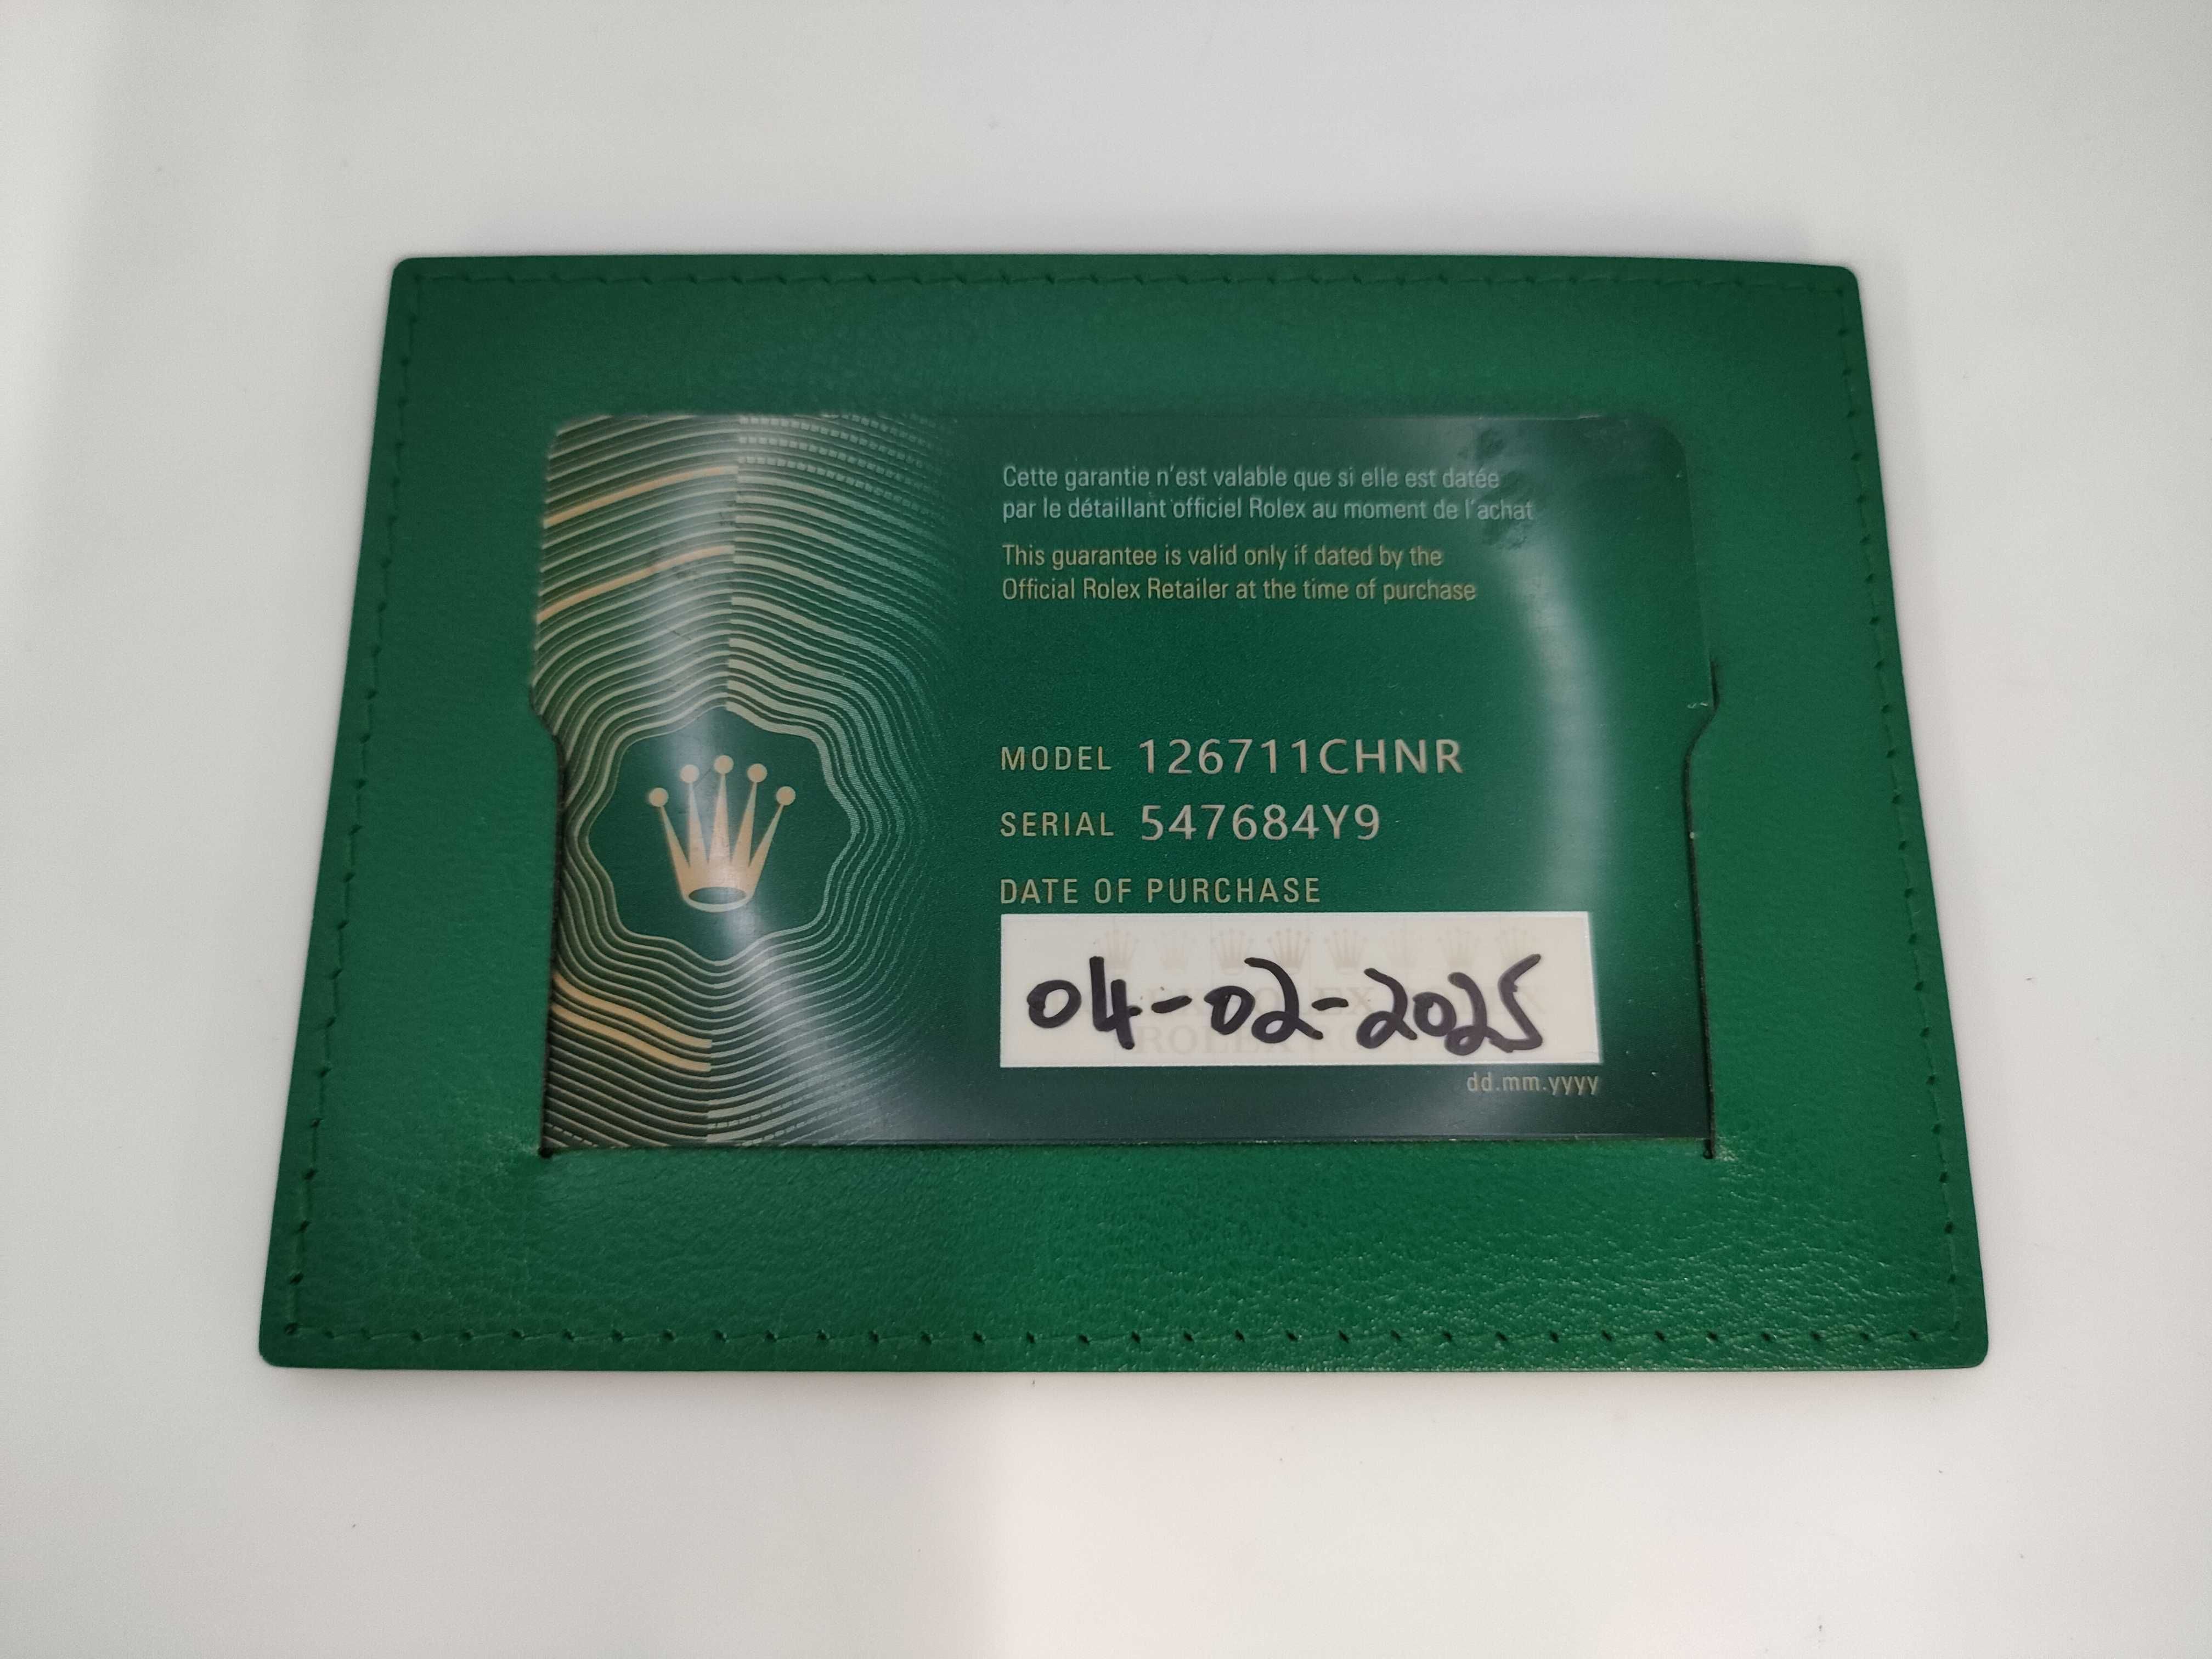 Cette garantie n'est valable que si elle est datée
par le détaillant officiel Rolex au moment de l'achat
This guarantee is valid only if dated by the
Official Rolex Retailer at the time of purchase
MODEL 126711CHNR
SERIAL 547684Y9
DATE OF PURCHASE
04-02-2025
dd.mm.yyyy